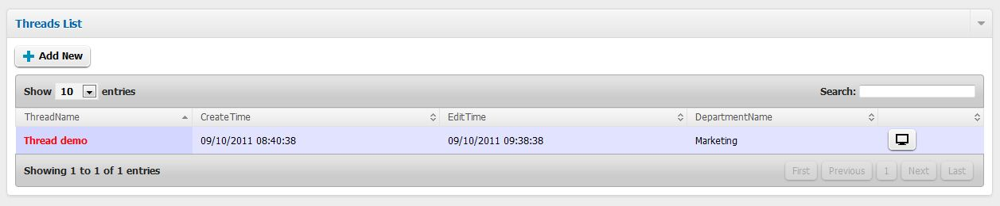 Threads List
Add New
Show 10 entries Search:
ThreadName CreateTime EditTime DepartmentName
Thread demo 09/10/2011 08:40:38 09/10/2011 09:38:38 Marketing
Showing 1 to 1 of 1 entries First Previous 1 Next Last